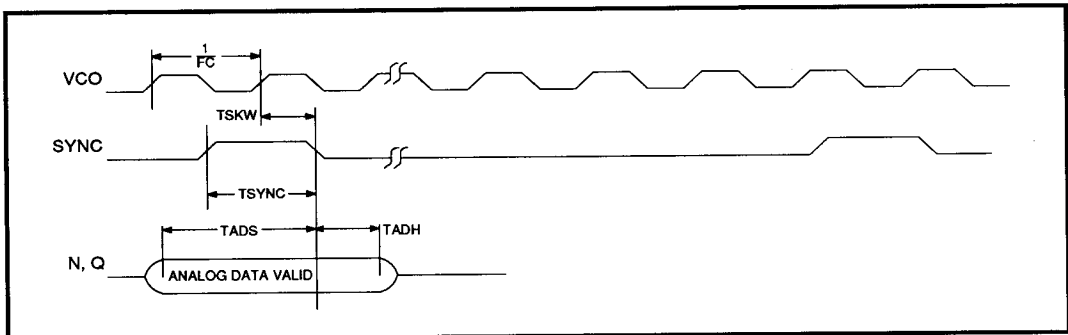 1
FC
VCO
TSKW
SYNC
TSYNC
TADS
TADH
N, Q
ANALOG DATA VALID